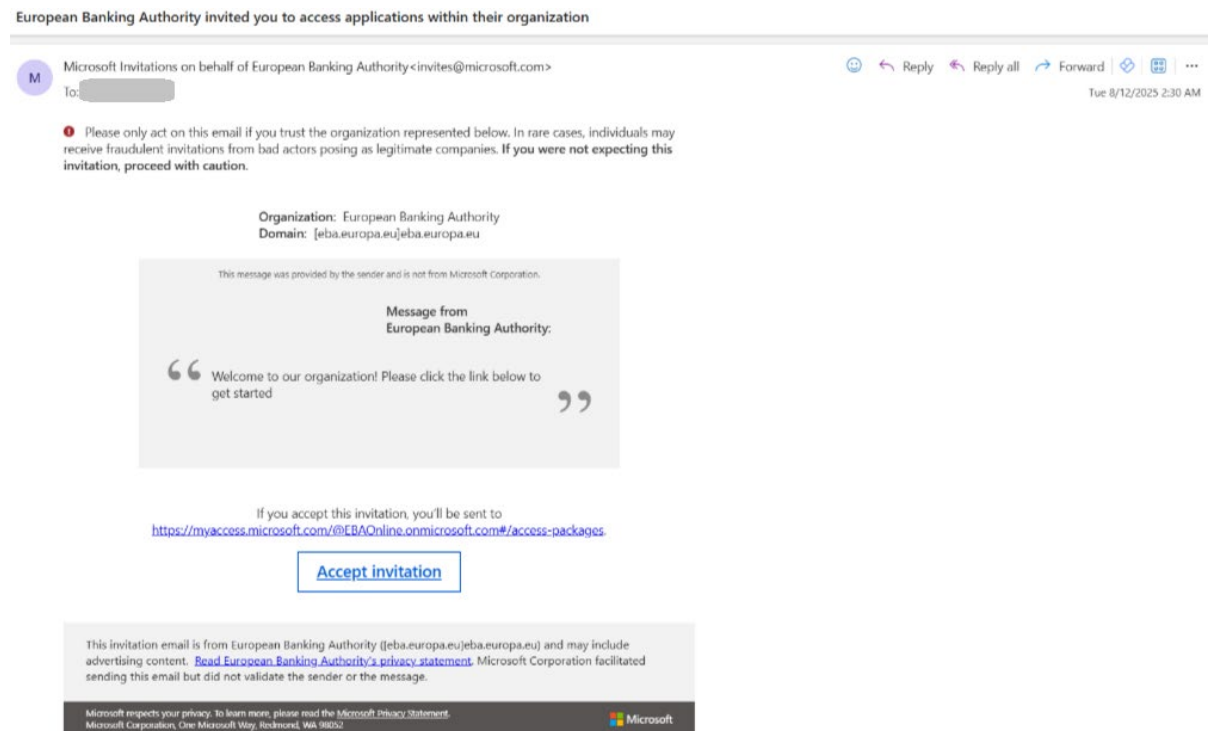 European Banking Authority invited you to access applications within their organization
M
Microsoft Invitations on behalf of European Banking Authority<invites@microsoft.com>
Reply
Reply all
Forward
To:
Tue 8/12/2025 2:30 AM
Please only act on this email if you trust the organization represented below. In rare cases, individuals may
receive fraudulent invitations from bad actors posing as legitimate companies. If you were not expecting this
invitation, proceed with caution.
Organization: European Banking Authority
Domain: [eba.europa.eu]eba.europa.eu
This message was provided by the sender and is not from Microsoft Corporation.
Message from
European Banking Authority:
“ Welcome to our organization! Please click the link below to
get started ”
If you accept this invitation, you'll be sent to
https://myaccess.microsoft.com/@EBAOnline.onmicrosoft.com#/access-packages.
Accept invitation
This invitation email is from European Banking Authority ([eba.europa.eu]eba.europa.eu) and may include
advertising content. Read European Banking Authority's privacy statement. Microsoft Corporation facilitated
sending this email but did not validate the sender or the message.
Microsoft respects your privacy. To learn more, please read the Microsoft Privacy Statement.
Microsoft Corporation, One Microsoft Way, Redmond, WA 98052
Microsoft